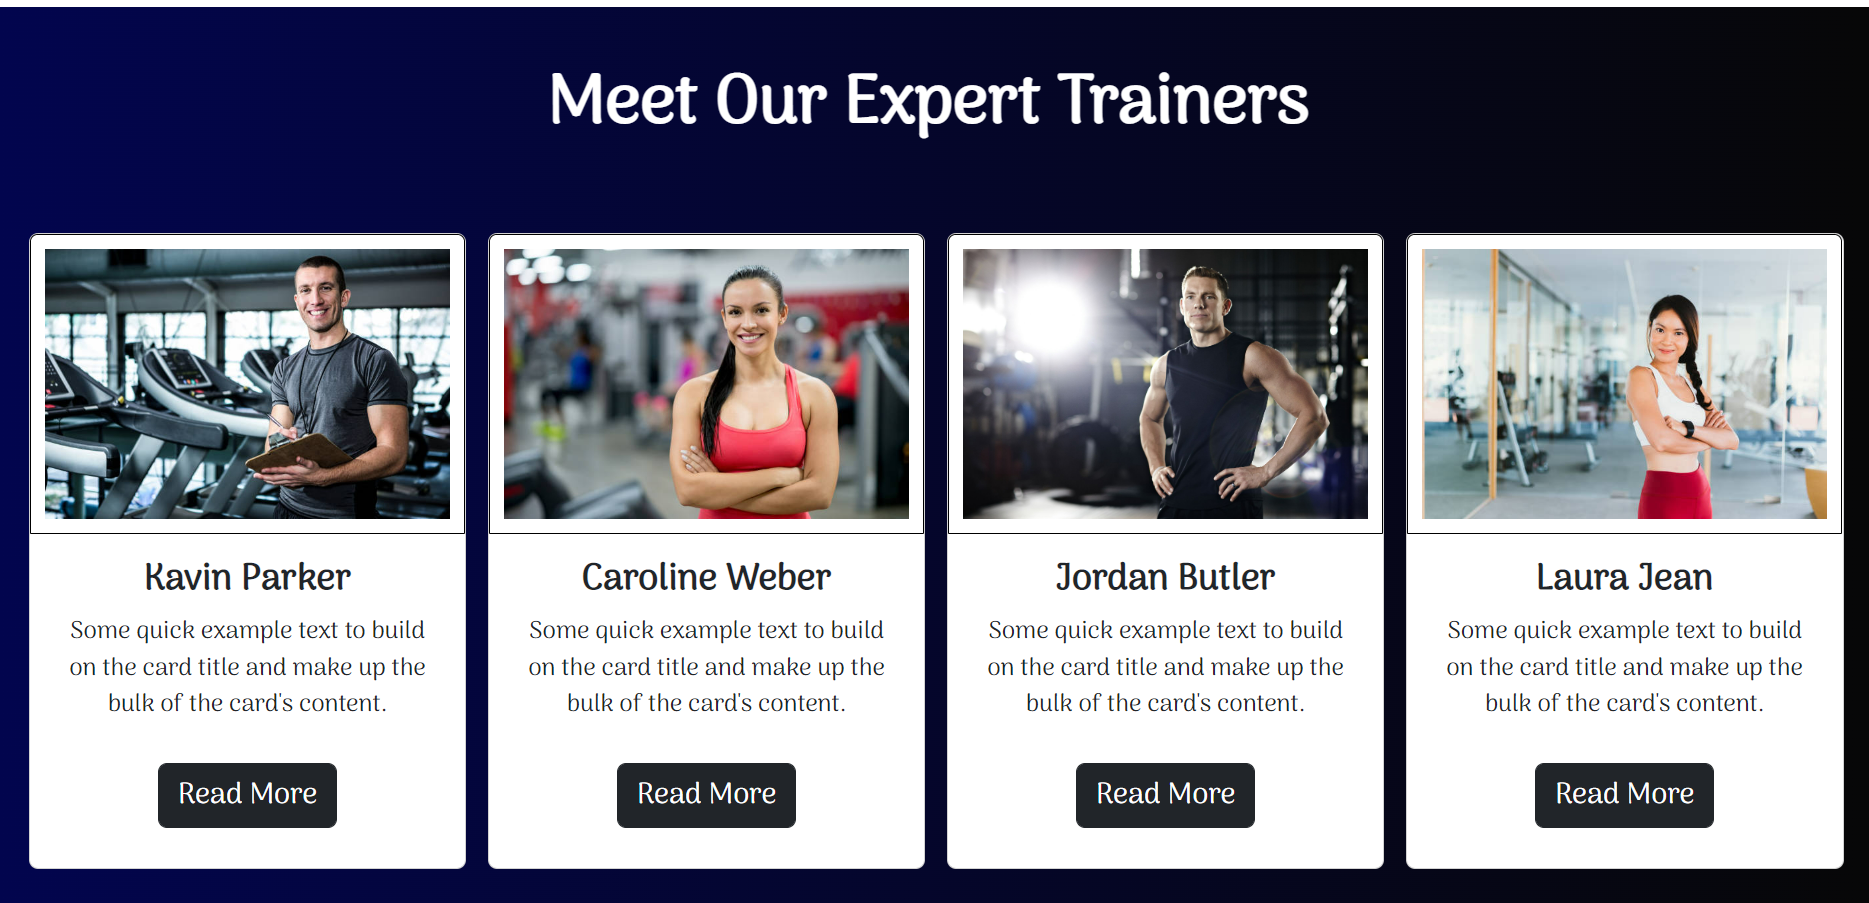 Meet Our Expert Trainers
Kavin Parker
Some quick example text to build
on the card title and make up the
bulk of the card's content.
Read More
Caroline Weber
Some quick example text to build
on the card title and make up the
bulk of the card's content.
Read More
Jordan Butler
Some quick example text to build
on the card title and make up the
bulk of the card's content.
Read More
Laura Jean
Some quick example text to build
on the card title and make up the
bulk of the card's content.
Read More